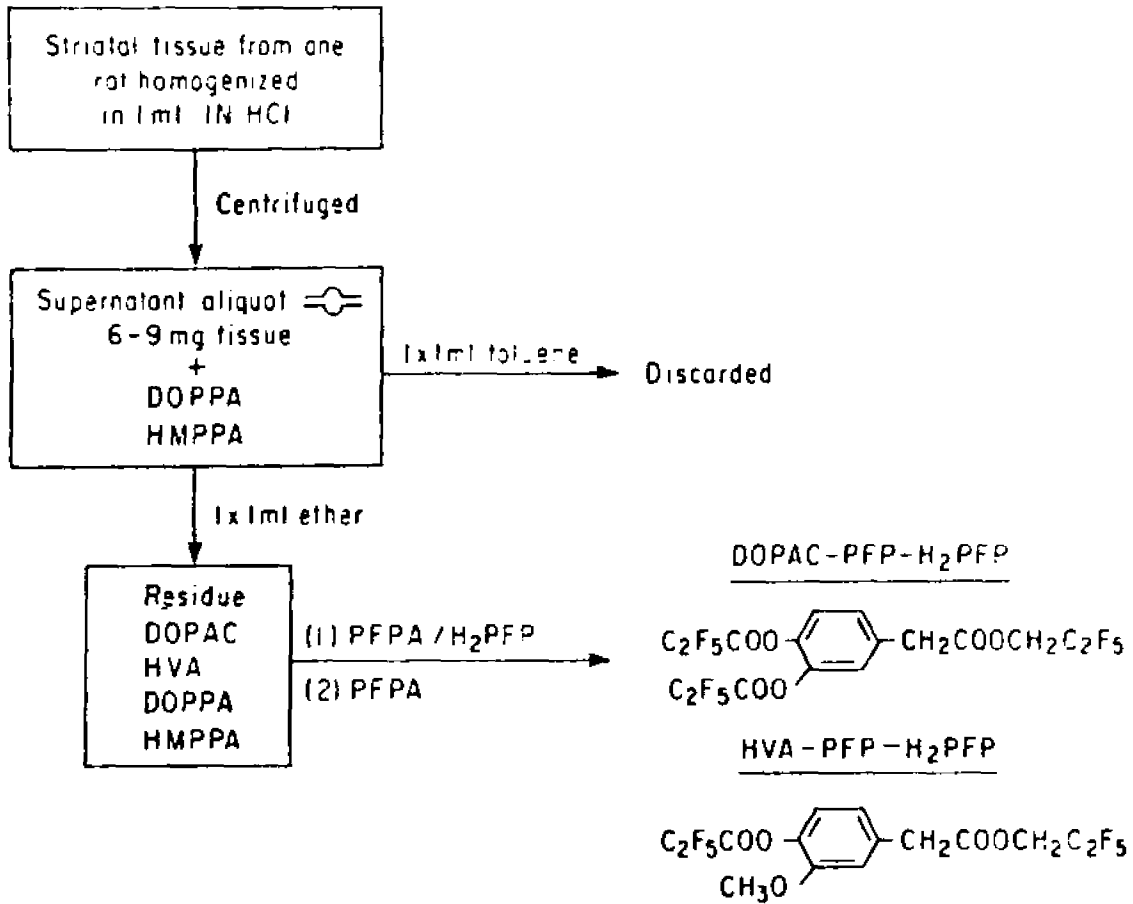 Striatal tissue from one
rat homogenized
in 1ml 1N HCl
Centrifuged
Supernatant aliquot
6-9mg tissue
+
DOPPA
HMPPA
1x1ml toluene
Discarded
1x1ml ether
Residue
DOPAC
HVA
DOPPA
HMPPA
(1) PFPA/H₂PFP
(2) PFPA
DOPAC-PFP-H₂PFP
C₂F₅COO
CH₂COOCH₂C₂F₅
C₂F₅COO
HVA-PFP-H₂PFP
C₂F₅COO
CH₂COOCH₂C₂F₅
CH₃O